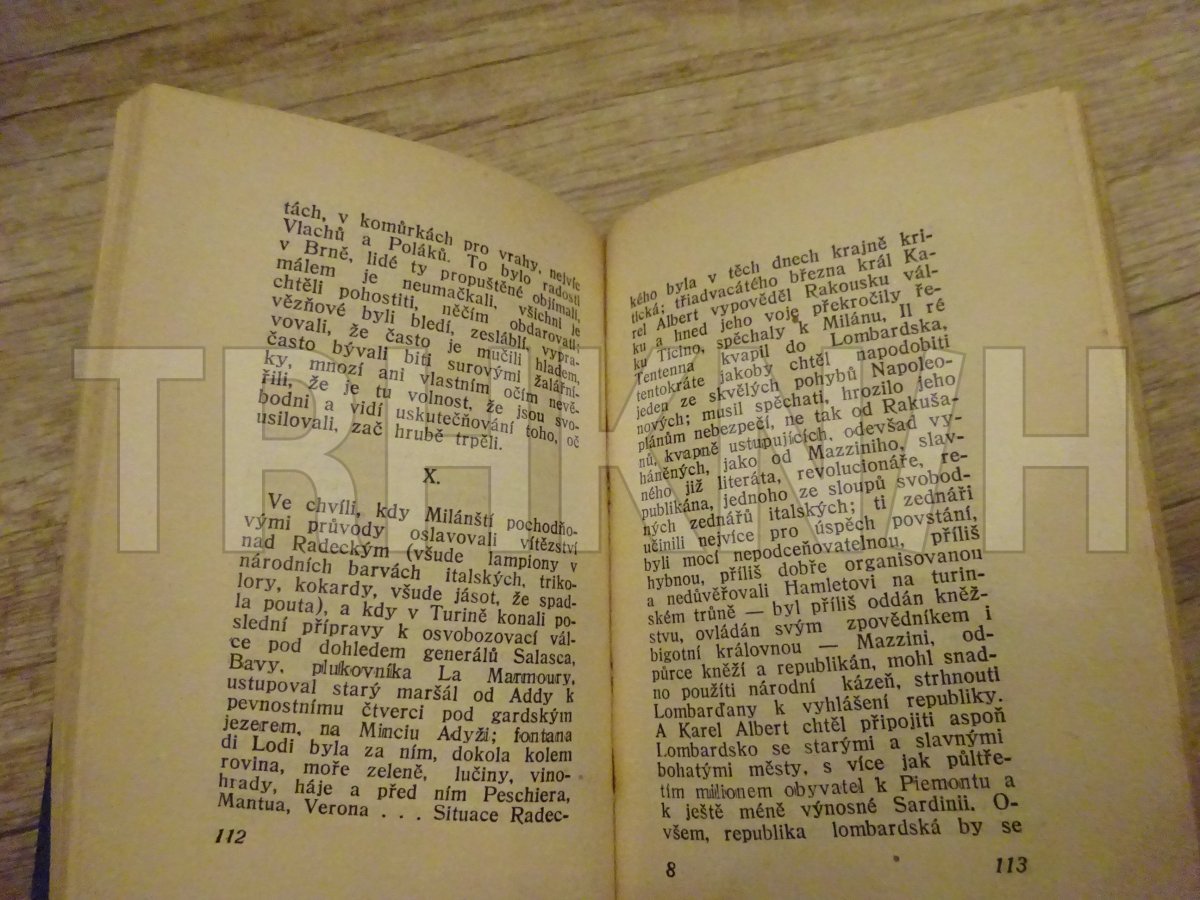 tách, v komůrkách pro vrahy, nejvíc
Vlachů a Poláků. To bylo radosti
v Brně, lidé ty propuštěné objímali,
málem je neumačkali, všichni je
chtěli pohostiti, něčím obdarovati;
vězňové byli bledí, zesláblí, vypra-
vovali, že často je mučili hladem,
často bývali biti surovými žalářní-
ky, mnozí ani vlastním očím nevě-
řili, že je tu volnost, že jsou svo-
bodni a vidí uskutečňování toho, oč
usilovali, zač hrubě trpěli.
X.
Ve chvíli, kdy Milánští pochodňo-
vými průvody oslavovali vítězství
nad Radeckým (všude lampiony v
národních barvách italských, triko-
lory, kokardy, všude jásot, že spad-
la pouta), a kdy v Turině konali po-
slední přípravy k osvobozovací vál-
ce pod dohledem generálů Salasca,
Bavy, plukovníka La Marmoury,
ustupoval starý maršál od Addy k
pevnostnímu čtverci pod gardským
jezerem, na Minciu Adyži; fontana
di Lodi byla za ním, dokola kolem
rovina, moře zeleně, lučiny, vino-
hrady, háje a před ním Peschiera,
Mantua, Verona . . . Situace Radec-
112
kého byla v těch dnech krajně kri-
tická; třiadvacátého března král Ka-
rel Albert vypověděl Rakousku vál-
ku a hned jeho voje překročily ře-
ku Ticino, spěchaly k Milánu, Il ré
Tentenna kvapil do Lombardska,
tentokráte jakoby chtěl napodobiti
jeden ze skvělých pohybů Napoleo-
nových; musil spěchati, hrozilo jeho
plánům nebezpečí, ne tak od Rakuša-
nů, kvapně ustupujících, odevšad vy-
háněných, jako od Mazziniho, slav-
ného již literáta, revolucionáře, re-
publikána, jednoho ze sloupů svobod-
ných zednářů italských; ti zednáři
učinili nejvíce pro úspěch povstání,
byli mocí nepodceňovatelnou, příliš
hybnou, příliš dobře organisovanou
a nedůvěřovali Hamletovi na turin-
ském trůně — byl příliš oddán kněž-
stvu, ovládán svým zpovědníkem i
bigotní královnou — Mazzini, od-
půrce kněží a republikán, mohl snad-
no použíti národní kázeň, strhnouti
Lombarďany k vyhlášení republiky.
A Karel Albert chtěl připojiti aspoň
Lombardsko se starými a slavnými
bohatými městy, s více jak půltře-
tím millionem obyvatel k Piemontu a
k ještě méně výnosné Sardinii. O-
všem, republika lombardská by se
8 113